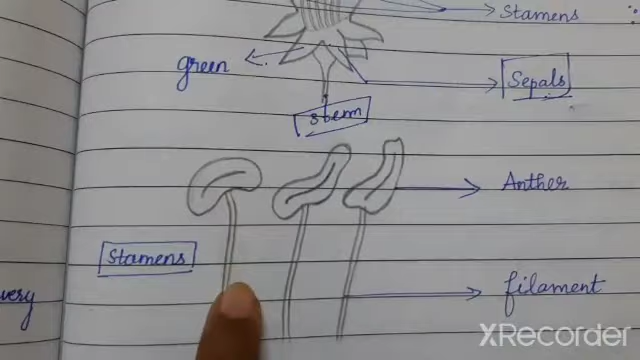 Stamens
green
Sepals
stem
Anther
Stamens
very
filament
XRecorder